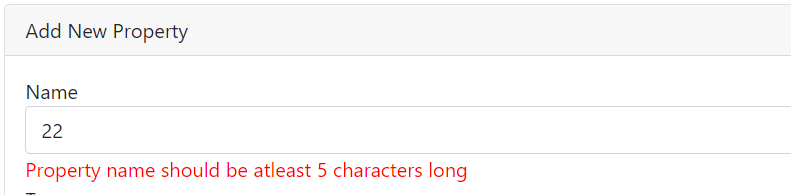 Add New Property
Name
22
Property name should be atleast 5 characters long